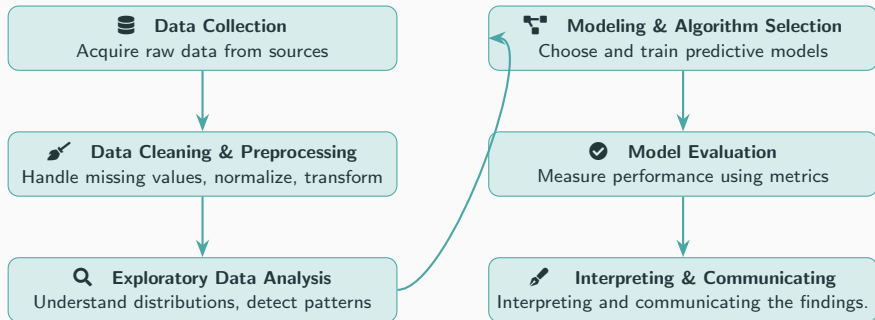 Data Collection
Acquire raw data from sources
Data Cleaning & Preprocessing
Handle missing values, normalize, transform
Exploratory Data Analysis
Understand distributions, detect patterns
Modeling & Algorithm Selection
Choose and train predictive models
Model Evaluation
Measure performance using metrics
Interpreting & Communicating
Interpreting and communicating the findings.